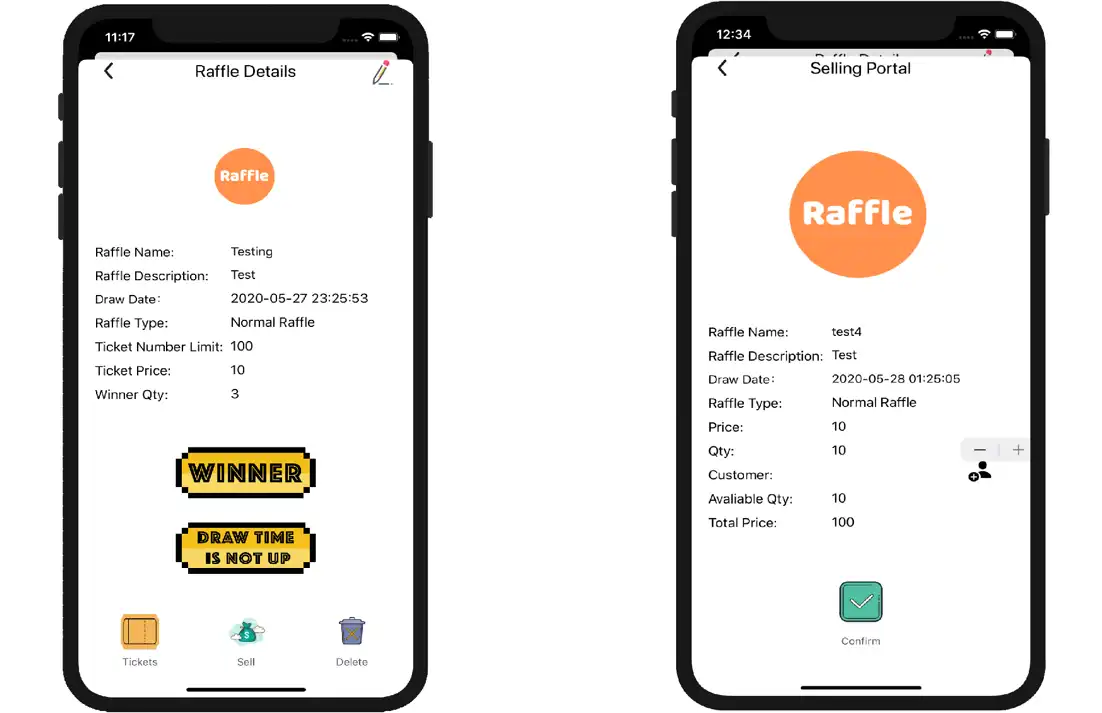 11:17
Raffle Details
Raffle
Raffle Name: Testing
Raffle Description: Test
Draw Date: 2020-05-27 23:25:53
Raffle Type: Normal Raffle
Ticket Number Limit: 100
Ticket Price: 10
Winner Qty: 3
WINNER
DRAW TIME
IS NOT UP
Tickets Sell Delete
12:34
Raffle Details
Selling Portal
Raffle
Raffle Name: test4
Raffle Description: Test
Draw Date: 2020-05-28 01:25:05
Raffle Type: Normal Raffle
Price: 10
Qty: 10 − +
Customer:
Avaliable Qty: 10
Total Price: 100
Confirm